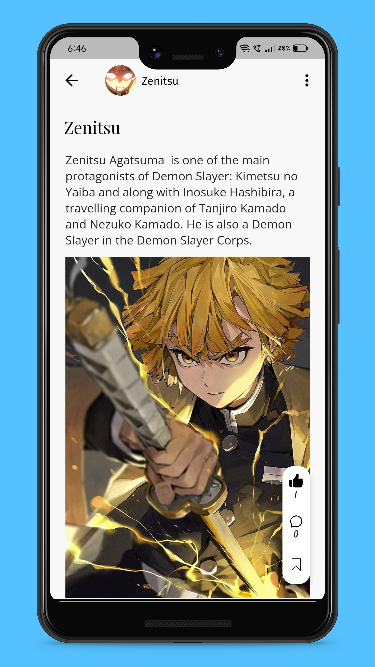 6:46
28%
Zenitsu
Zenitsu
Zenitsu Agatsuma is one of the main
protagonists of Demon Slayer: Kimetsu no
Yaiba and along with Inosuke Hashibira, a
travelling companion of Tanjiro Kamado
and Nezuko Kamado. He is also a Demon
Slayer in the Demon Slayer Corps.
1
0